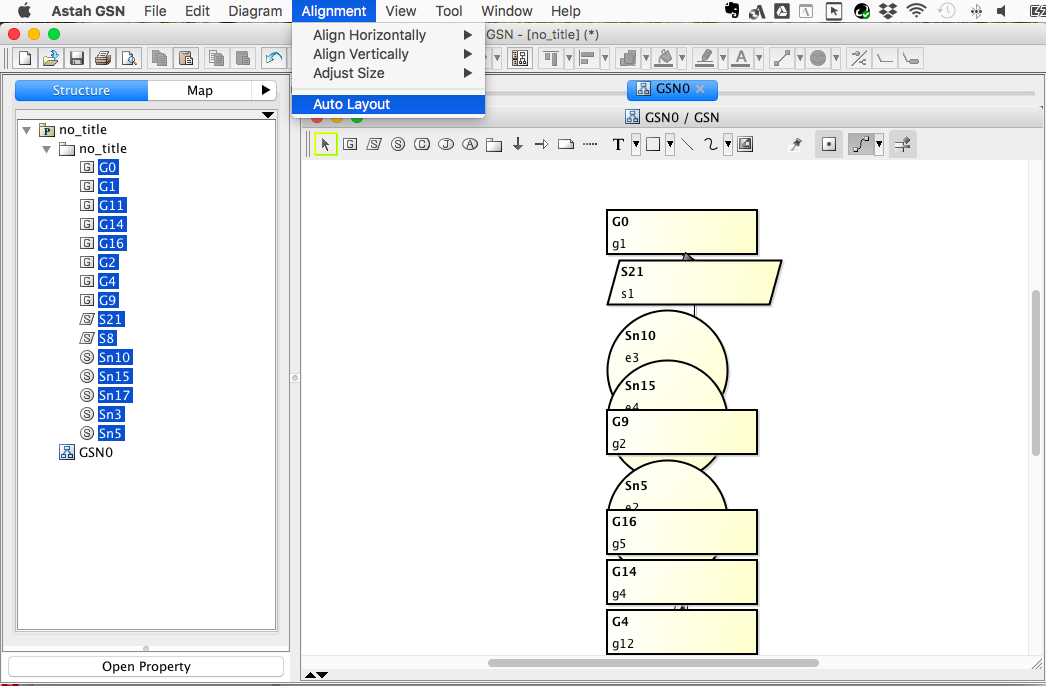 Astah GSN File Edit Diagram Alignment View Tool Window Help
GSN - [no_title] (*)
Align Horizontally
Align Vertically
Adjust Size
Auto Layout
Structure Map
GSN0
GSN0 / GSN
no_title
no_title
G G0
G G1
G G11
G G14
G G16
G G2
G G4
G G9
S S21
S S8
S Sn10
S Sn15
S Sn17
S Sn3
S Sn5
GSN0
Open Property
G S S C J A T
G0
g1
S21
s1
Sn10
e3
Sn15
e4
G9
g2
Sn5
e2
G16
g5
G14
g4
G4
g12